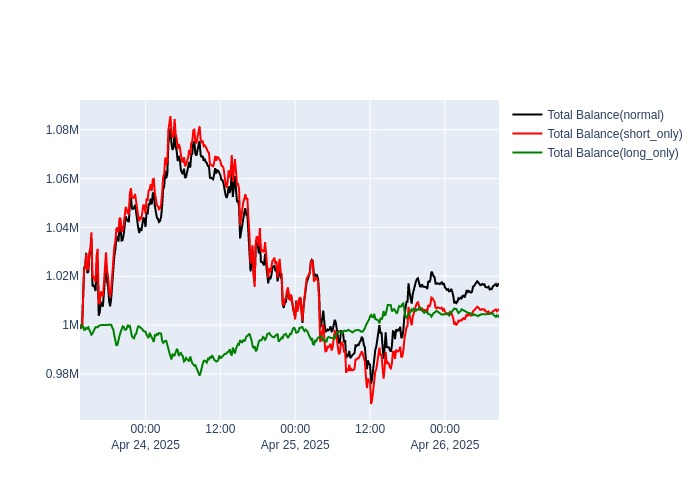 1.08M
1.06M
1.04M
1.02M
1M
0.98M
00:00
Apr 24, 2025
12:00
00:00
Apr 25, 2025
12:00
00:00
Apr 26, 2025
Total Balance(normal)
Total Balance(short_only)
Total Balance(long_only)